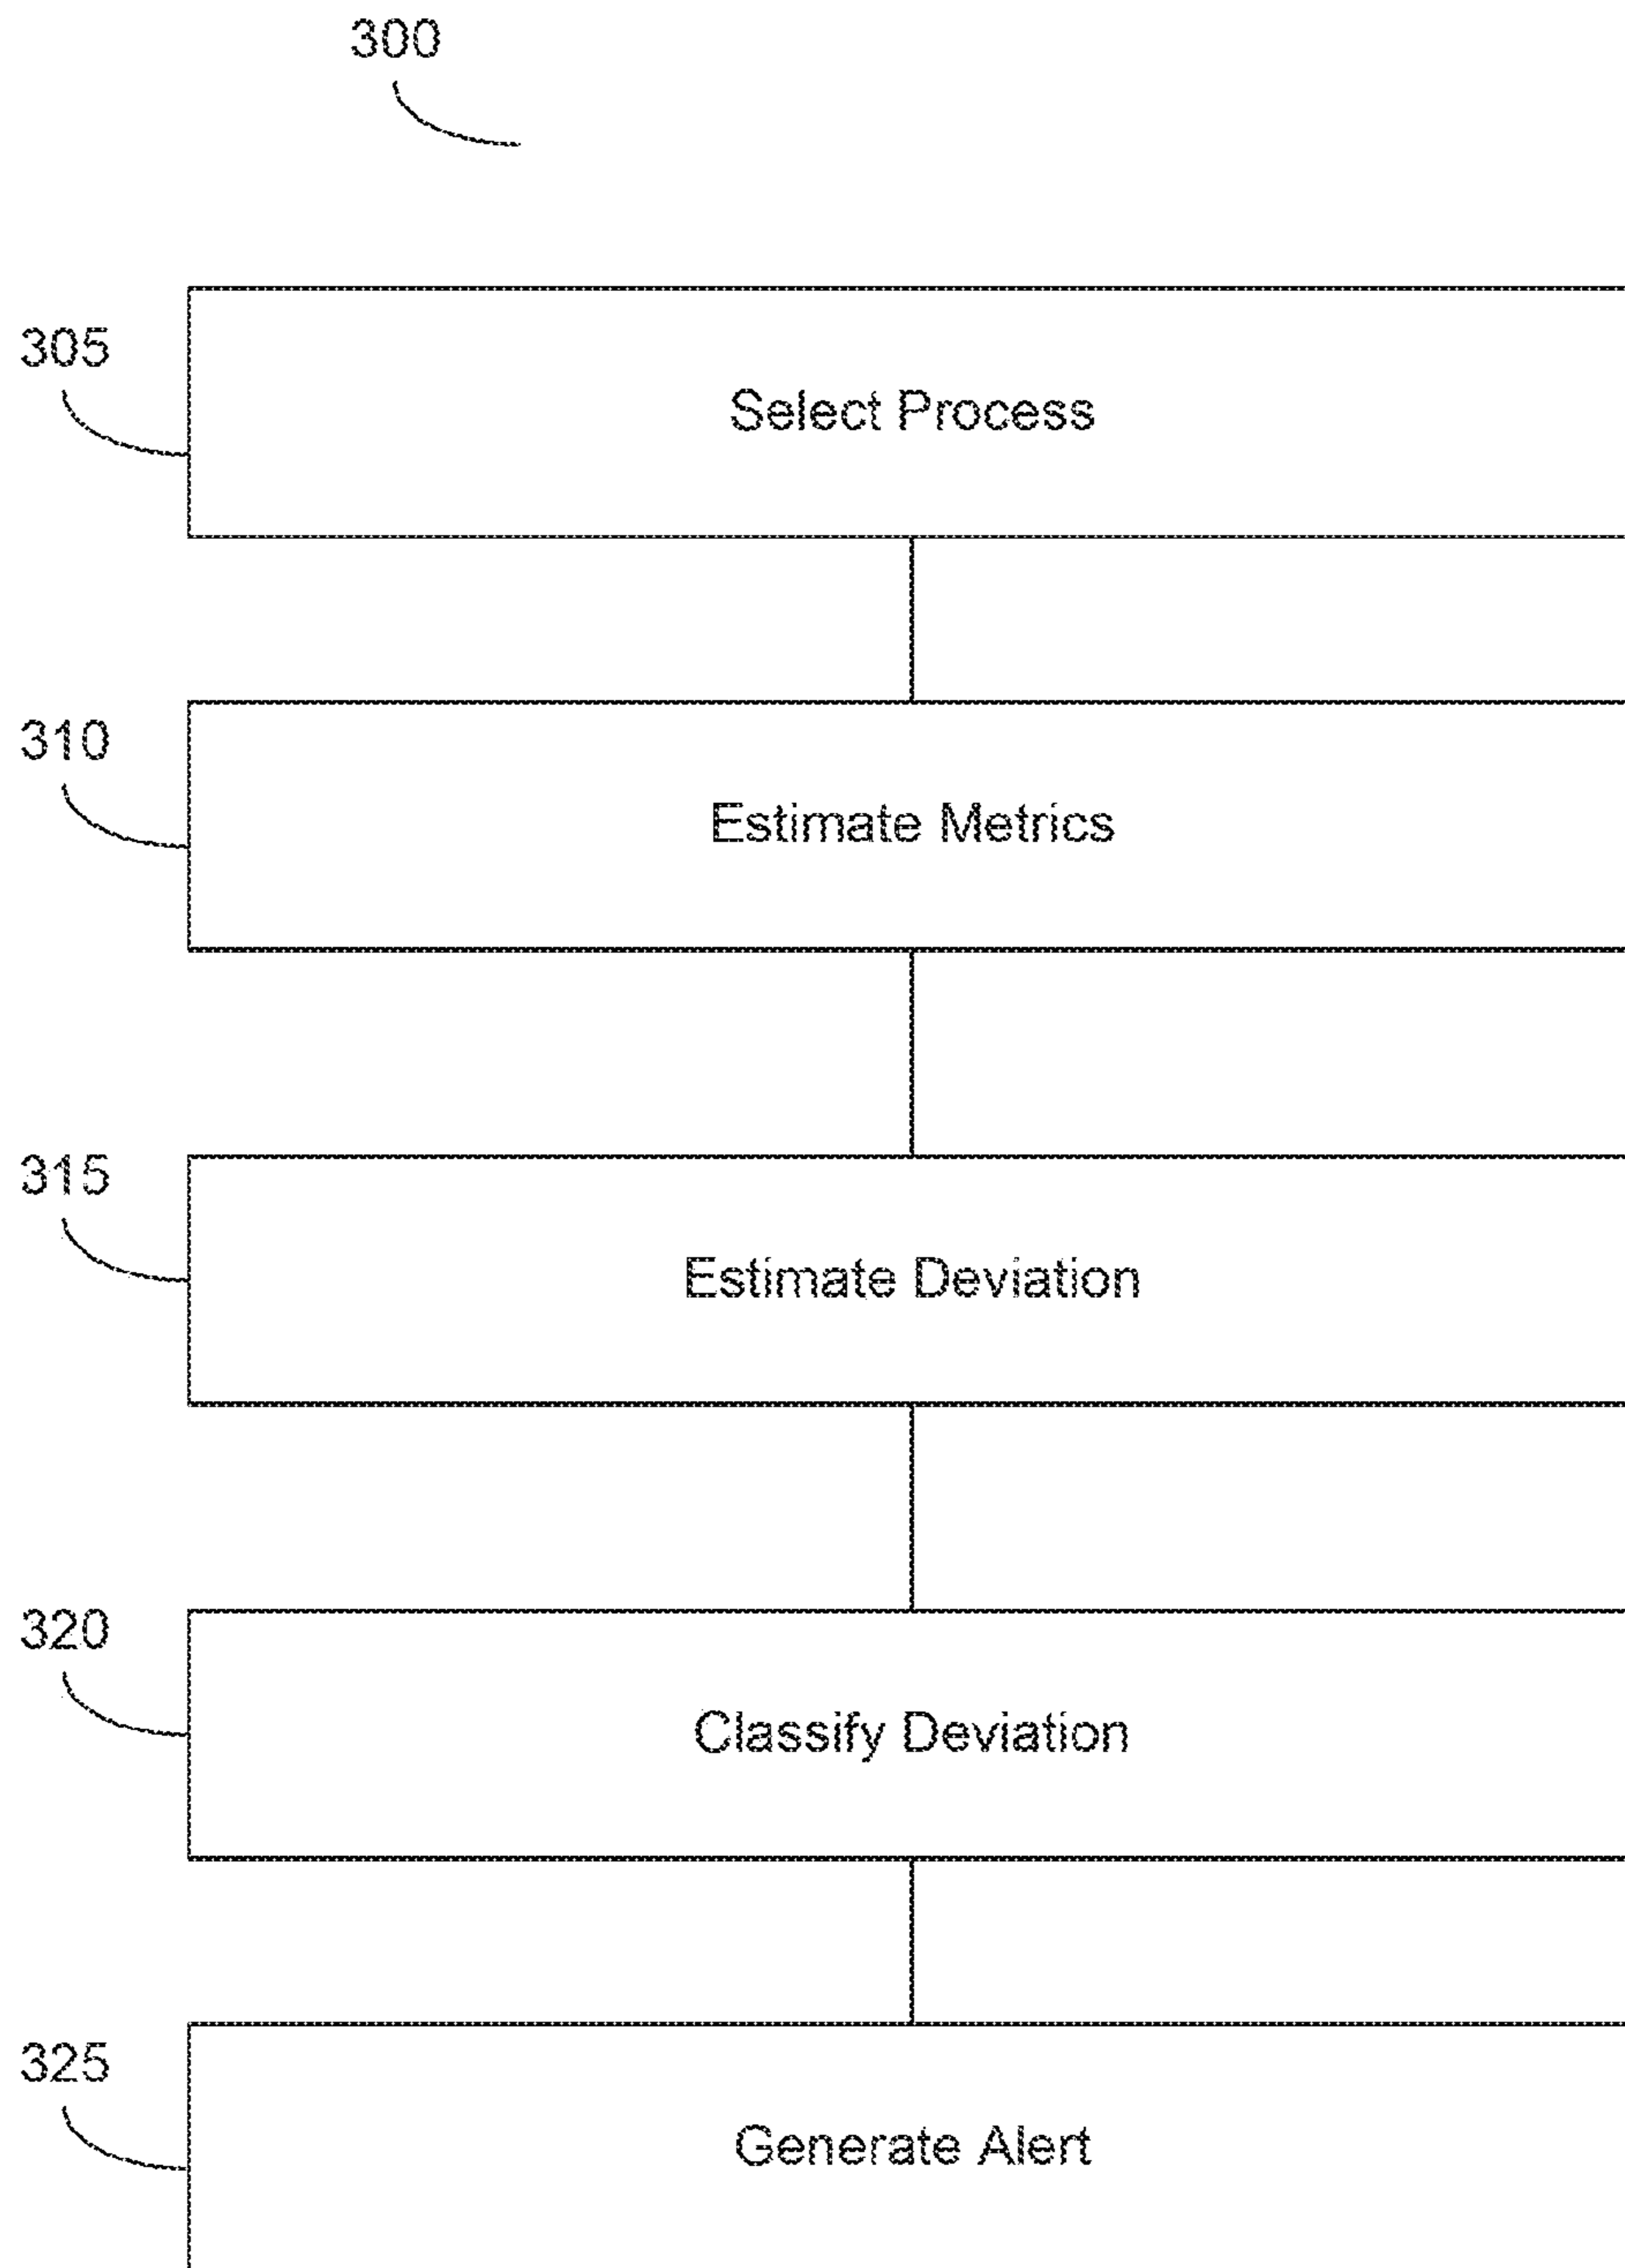 300
305
Select Process
310
Estimate Metrics
315
Estimate Deviation
320
Classify Deviation
325
Generate Alert